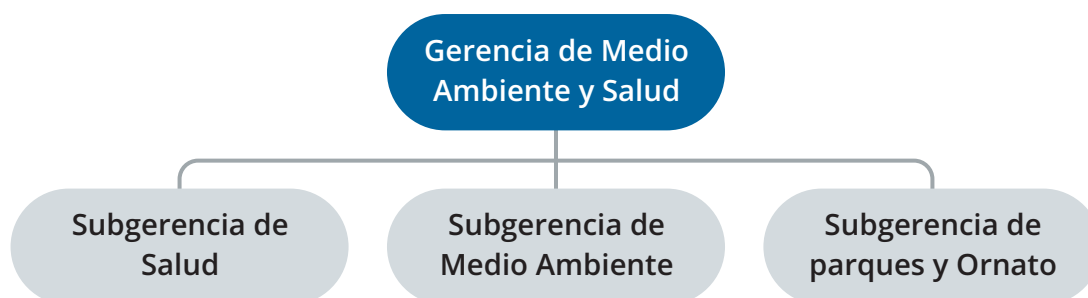 Gerencia de Medio
Ambiente y Salud
Subgerencia de
Salud
Subgerencia de
Medio Ambiente
Subgerencia de
parques y Ornato